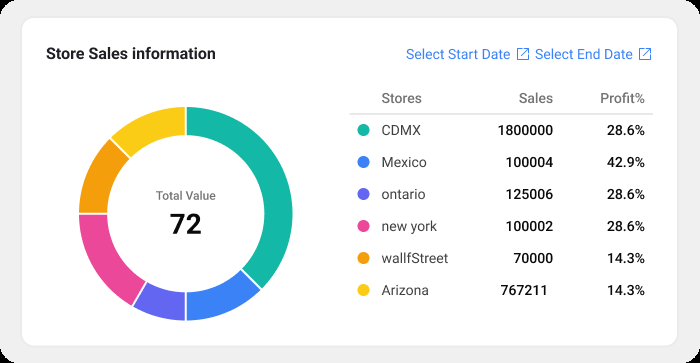 Store Sales information
Select Start Date Select End Date
Total Value
72
Stores Sales Profit%
CDMX 1800000 28.6%
Mexico 100004 42.9%
ontario 125006 28.6%
new york 100002 28.6%
wallfStreet 70000 14.3%
Arizona 767211 14.3%